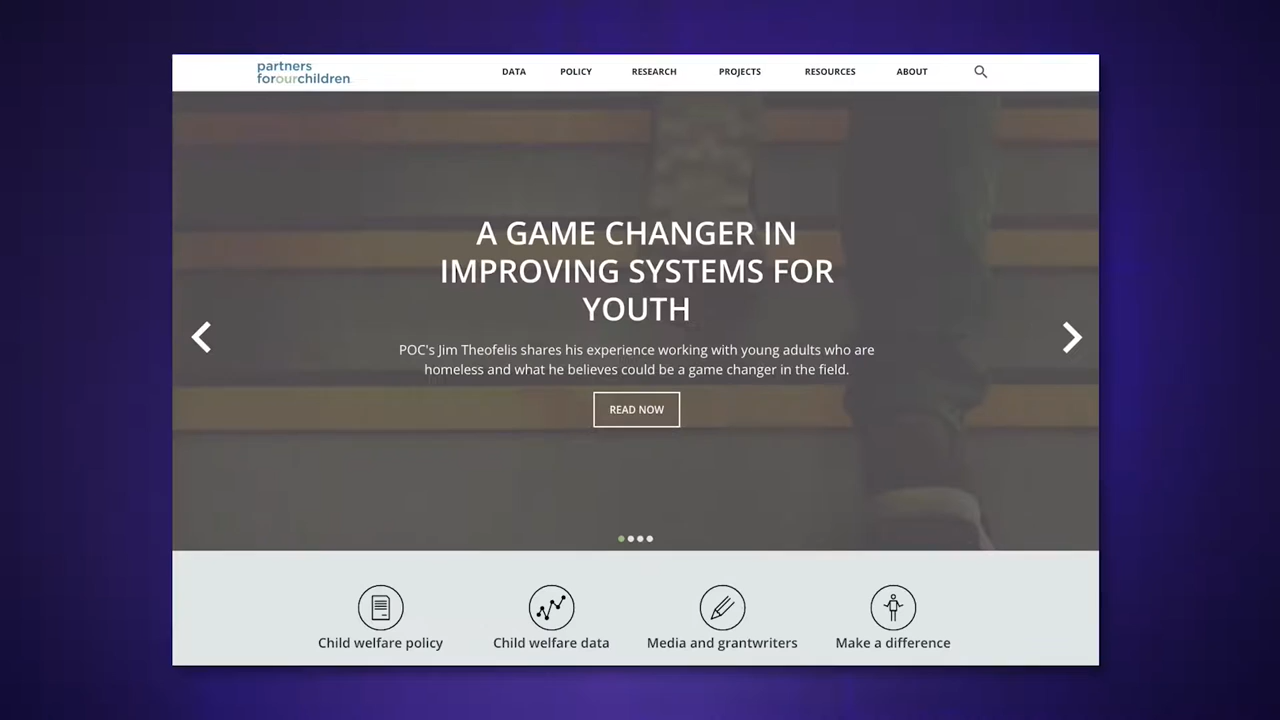 partners
forourchildren
DATA POLICY RESEARCH PROJECTS RESOURCES ABOUT
A GAME CHANGER IN
IMPROVING SYSTEMS FOR
YOUTH
POC's Jim Theofelis shares his experience working with young adults who are
homeless and what he believes could be a game changer in the field.
READ NOW
Child welfare policy Child welfare data Media and grantwriters Make a difference